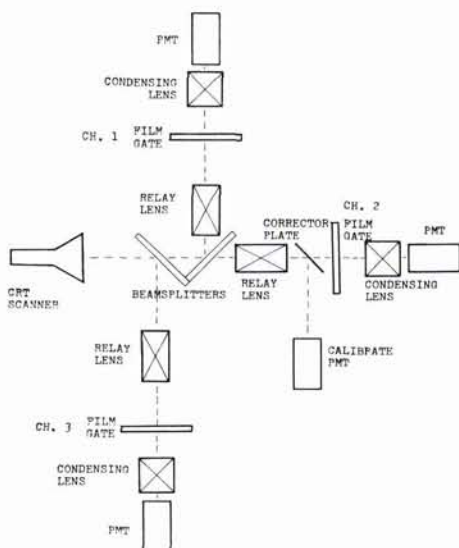 PMT
CONDENSING
LENS
CH. 1 FILM
GATE
RELAY
LENS
CH. 2
CORRECTOR
PLATE
FILM
GATE
PMT
CRT
SCANNER
BEAMSPLITTERS
RELAY
LENS
CONDENSING
LENS
RELAY
LENS
CALIBPATE
PMT
CH. 3 FILM
GATE
CONDENSING
LENS
PMT